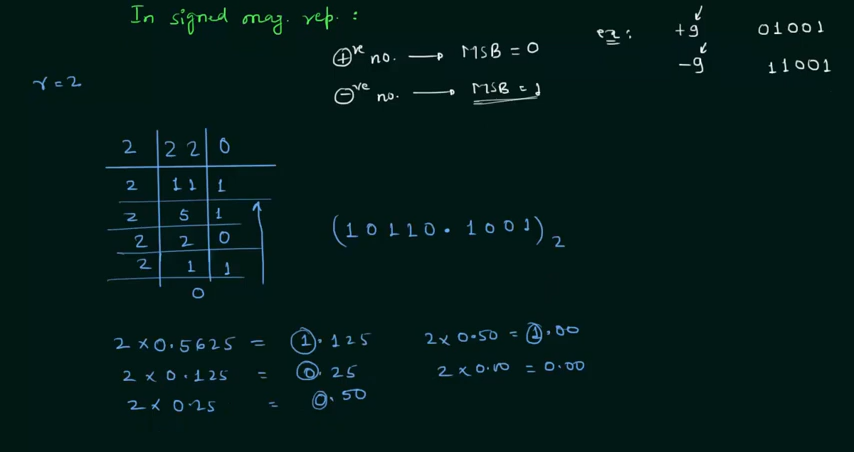 In signed mag. rep. :
⊕ve no. → MSB = 0
⊖ve no. → MSB = 1
ex: +9 01001
-9 11001
r = 2
2 | 22 | 0
2 | 11 | 1
2 | 5 | 1
2 | 2 | 0
2 | 1 | 1
0
(10110.1001)2
2 × 0.5625 = 1.125
2 × 0.125 = 0.25
2 × 0.25 = 0.50
2 × 0.50 = 1.00
2 × 0.00 = 0.00